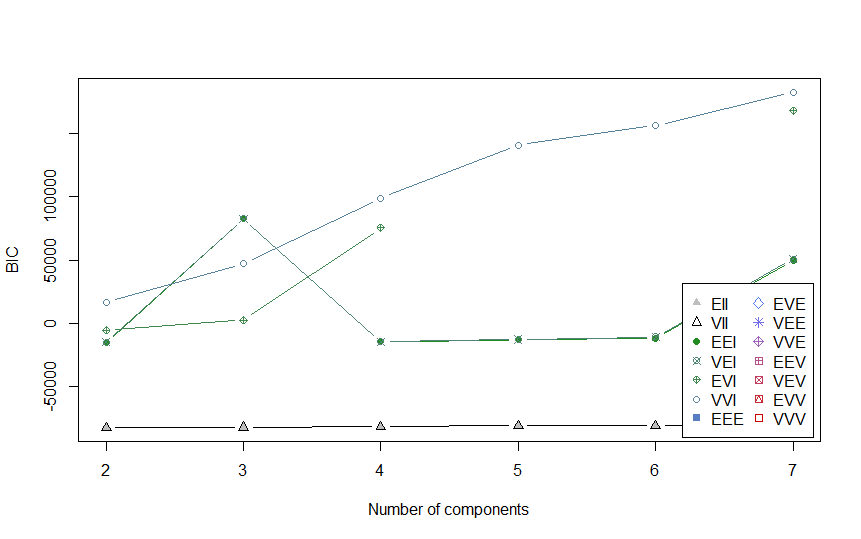 BIC
100000
50000
0
-50000
2 3 4 5 6 7
Number of components
EII EVE
VII VEE
EEI VVE
VEI EEV
EVI VEV
VVI EVV
EEE VVV